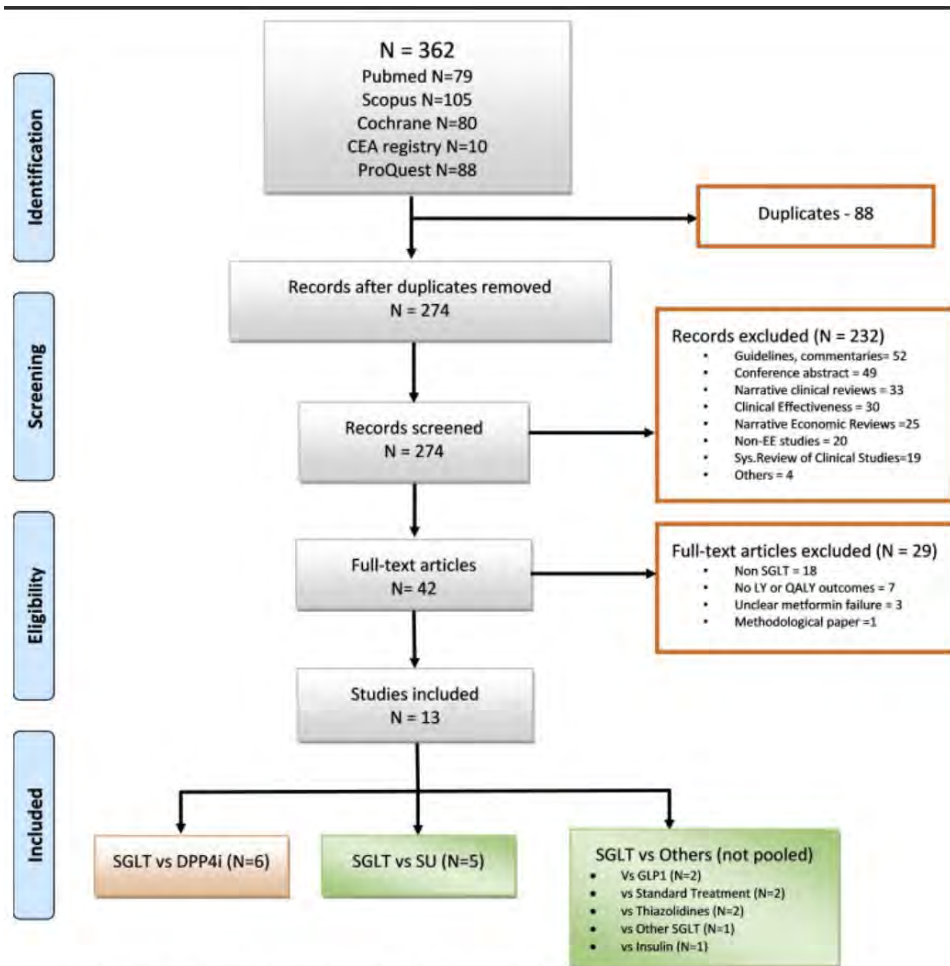 Identification
N = 362
Pubmed N=79
Scopus N=105
Cochrane N=80
CEA registry N=10
ProQuest N=88
Duplicates - 88
Records after duplicates removed
N = 274
Screening
Records screened
N = 274
Records excluded (N = 232)
• Guidelines, commentaries= 52
• Conference abstract = 49
• Narrative clinical reviews = 33
• Clinical Effectiveness = 30
• Narrative Economic Reviews =25
• Non-EE studies = 20
• Sys.Review of Clinical Studies=19
• Others = 4
Eligibility
Full-text articles
N= 42
Full-text articles excluded (N = 29)
• Non SGLT = 18
• No LY or QALY outcomes = 7
• Unclear metformin failure = 3
• Methodological paper =1
Studies included
N = 13
Included
SGLT vs DPP4i (N=6)
SGLT vs SU (N=5)
SGLT vs Others (not pooled)
• Vs GLP1 (N=2)
• vs Standard Treatment (N=2)
• vs Thiazolidines (N=2)
• vs Other SGLT (N=1)
• vs Insulin (N=1)